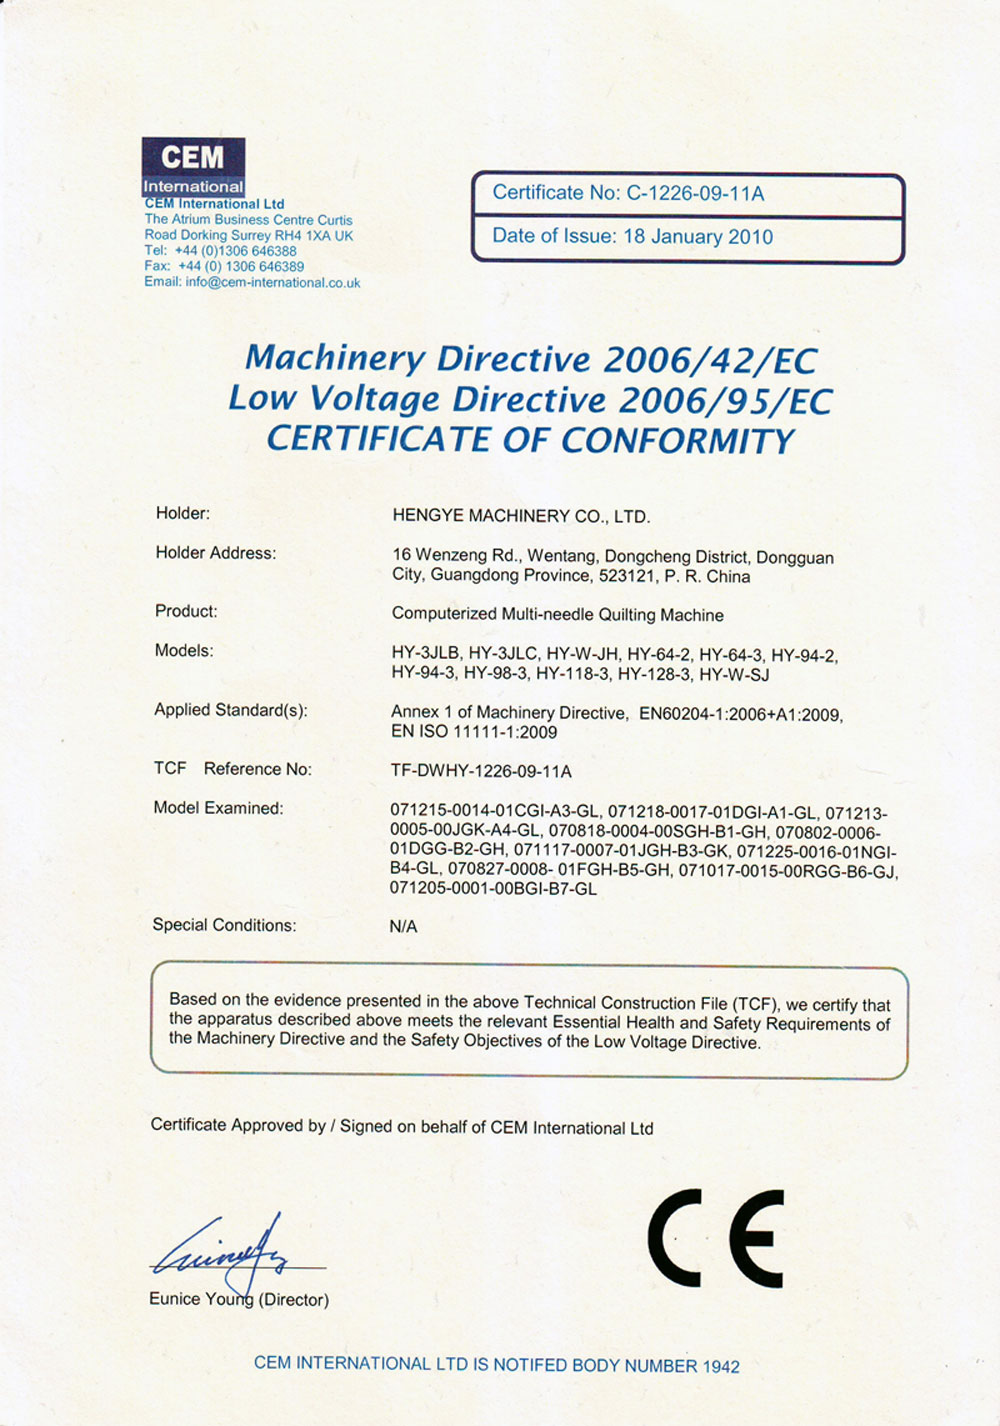 CEM
International
CEM International Ltd
The Atrium Business Centre Curtis
Road Dorking Surrey RH4 1XA UK
Tel: +44 (0)1306 646388
Fax: +44 (0) 1306 646389
Email: info@cem-international.co.uk
Certificate No: C-1226-09-11A
Date of Issue: 18 January 2010
Machinery Directive 2006/42/EC
Low Voltage Directive 2006/95/EC
CERTIFICATE OF CONFORMITY
Holder: HENGYE MACHINERY CO., LTD.
Holder Address: 16 Wenzeng Rd., Wentang, Dongcheng District, Dongguan
City, Guangdong Province, 523121, P. R. China
Product: Computerized Multi-needle Quilting Machine
Models: HY-3JLB, HY-3JLC, HY-W-JH, HY-64-2, HY-64-3, HY-94-2,
HY-94-3, HY-98-3, HY-118-3, HY-128-3, HY-W-SJ
Applied Standard(s): Annex 1 of Machinery Directive, EN60204-1:2006+A1:2009,
EN ISO 11111-1:2009
TCF Reference No: TF-DWHY-1226-09-11A
Model Examined: 071215-0014-01CGI-A3-GL, 071218-0017-01DGI-A1-GL, 071213-
0005-00JGK-A4-GL, 070818-0004-00SGH-B1-GH, 070802-0006-
01DGG-B2-GH, 071117-0007-01JGH-B3-GK, 071225-0016-01NGI-
B4-GL, 070827-0008- 01FGH-B5-GH, 071017-0015-00RGG-B6-GJ,
071205-0001-00BGI-B7-GL
Special Conditions: N/A
Based on the evidence presented in the above Technical Construction File (TCF), we certify that
the apparatus described above meets the relevant Essential Health and Safety Requirements of
the Machinery Directive and the Safety Objectives of the Low Voltage Directive.
Certificate Approved by / Signed on behalf of CEM International Ltd
CE
Eunice Young (Director)
CEM INTERNATIONAL LTD IS NOTIFED BODY NUMBER 1942